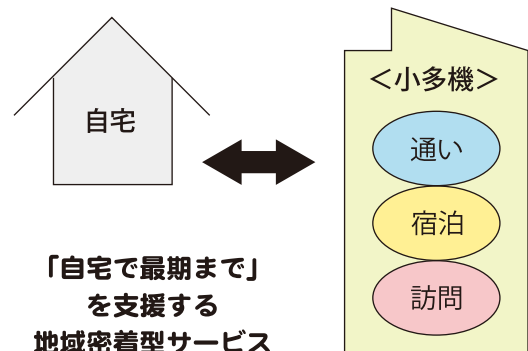 自宅
＜小多機＞
通い
宿泊
訪問
「自宅で最期まで」
を支援する
地域密着型サービス